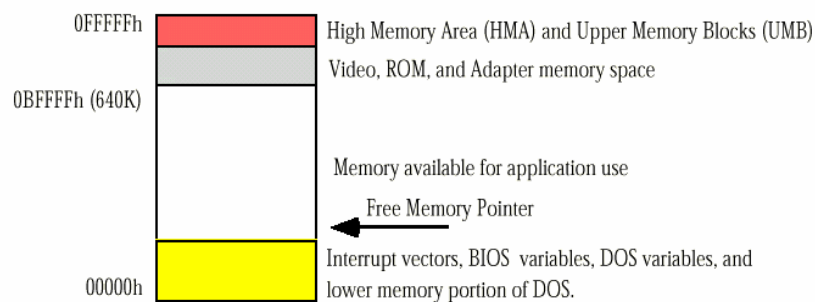 0FFFFFh
High Memory Area (HMA) and Upper Memory Blocks (UMB)
Video, ROM, and Adapter memory space
0BFFFFh (640K)
Memory available for application use
Free Memory Pointer
Interrupt vectors, BIOS variables, DOS variables, and
lower memory portion of DOS.
00000h